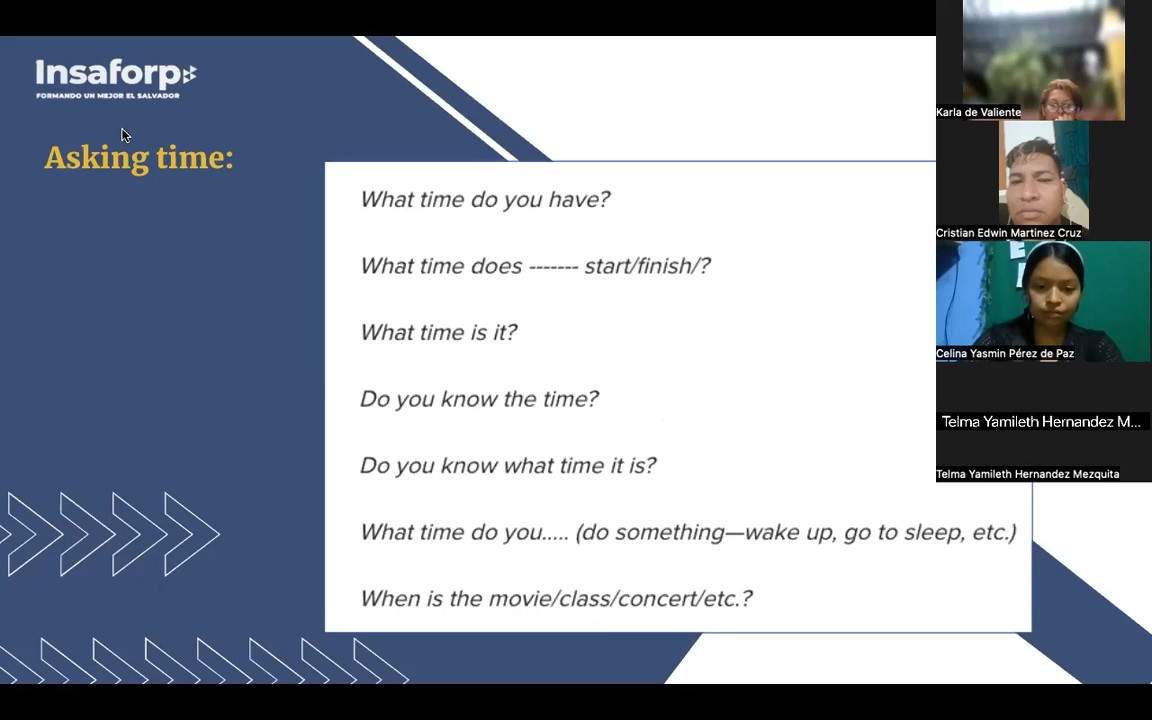 Insaforp
FORMANDO UN MEJOR EL SALVADOR
Asking time:
What time do you have?
What time does ------- start/finish/?
What time is it?
Do you know the time?
Do you know what time it is?
What time do you..... (do something—wake up, go to sleep, etc.)
When is the movie/class/concert/etc.?
Karla de Valiente
Cristian Edwin Martínez Cruz
Celina Yasmin Pérez de Paz
Telma Yamileth Hernandez M...
Telma Yamileth Hernandez Mezquita